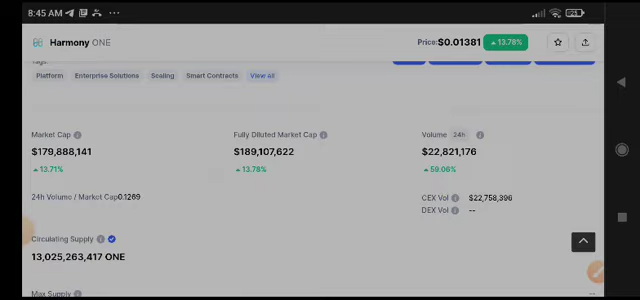 8:45 AM
Harmony ONE
Price:$0.01381 13.78%
Tags:
Platform Enterprise Solutions Scaling Smart Contracts View all
Market Cap Fully Diluted Market Cap Volume 24h
$179,888,141 $189,107,622 $22,821,176
13.71% 13.78% 59.06%
24h Volume / Market Cap0.1269 CEX Vol $22,758,396
DEX Vol --
Circulating Supply
13,025,263,417 ONE
Max Supply --